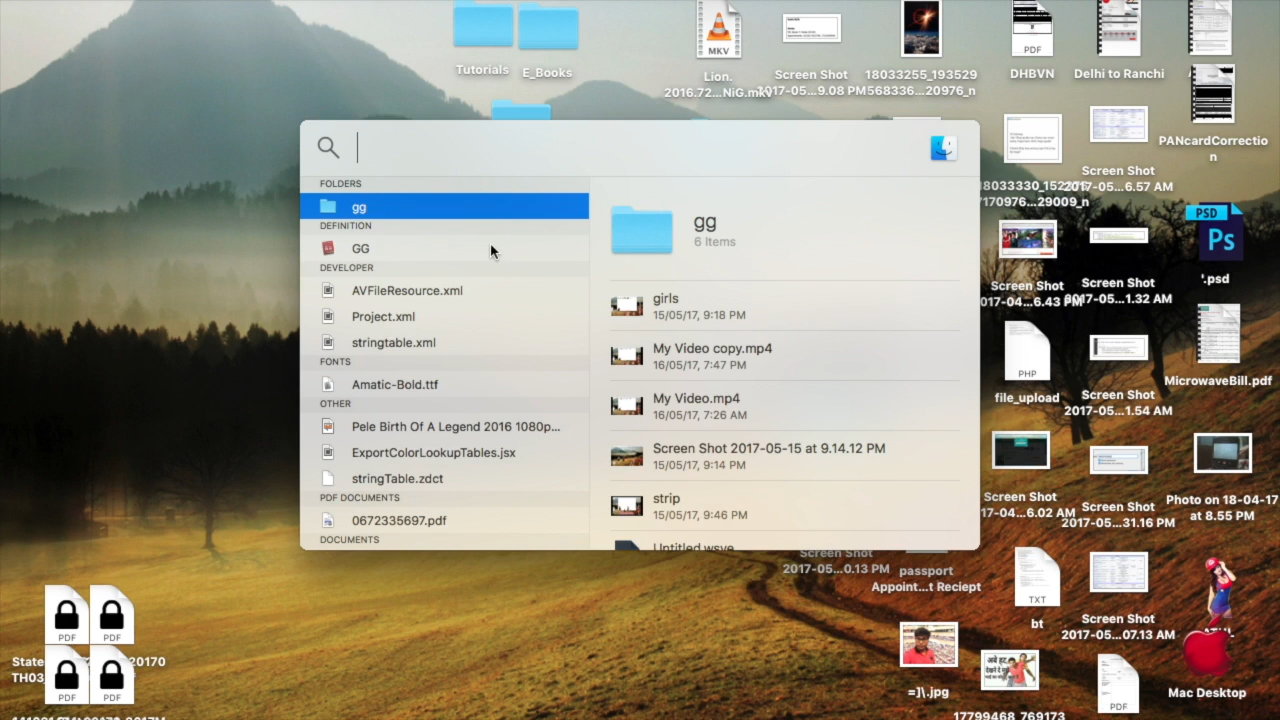 Tutorials
E_Books
MKV
Lion.
2016.72...NiG.mkv
Screen Shot
2017-05...9.08 PM
18033255_193529
568336...20976_n
PDF
DHBVN
Delhi to Ranchi
PANcardCorrectio
n
FOLDERS
gg
DEFINITION
GG
DEVELOPER
AVFileResource.xml
Project.xml
stringtable.xml
FONTS
Amatic-Bold.ttf
OTHER
Pele Birth Of A Legend 2016 1080p...
ExportColorLookupTables.jsx
stringTable.zdct
PDF DOCUMENTS
0672335697.pdf
DOCUMENTS
gg
6 Items
girls
15/05/17, 9:18 PM
My Video copy.mp4
16/05/17, 7:47 PM
My Video.mp4
16/05/17, 7:26 AM
Screen Shot 2017-05-15 at 9.14.12 PM
15/05/17, 9:14 PM
strip
15/05/17, 9:46 PM
Untitled.wsve
Screen Shot
2017-05...6.57 AM
170976...29009_n
PSD
Ps
'.psd
Screen Shot
017-04...6.43 PM
Screen Shot
2017-05...1.32 AM
PHP
file_upload
Screen Shot
2017-05...1.54 AM
MicrowaveBill.pdf
Screen Shot
017-04...6.02 AM
Screen Shot
2017-05...31.16 PM
Photo on 18-04-17
at 8.55 PM
Screen Shot
2017-05...0.13 PM
passport
Appoint...t Reciept
TXT
bt
Screen Shot
2017-05...07.13 AM
=]\.jpg
17799468_769173
PDF
Mac Desktop
PDF
PDF
State
20170
TH03
PDF
PDF